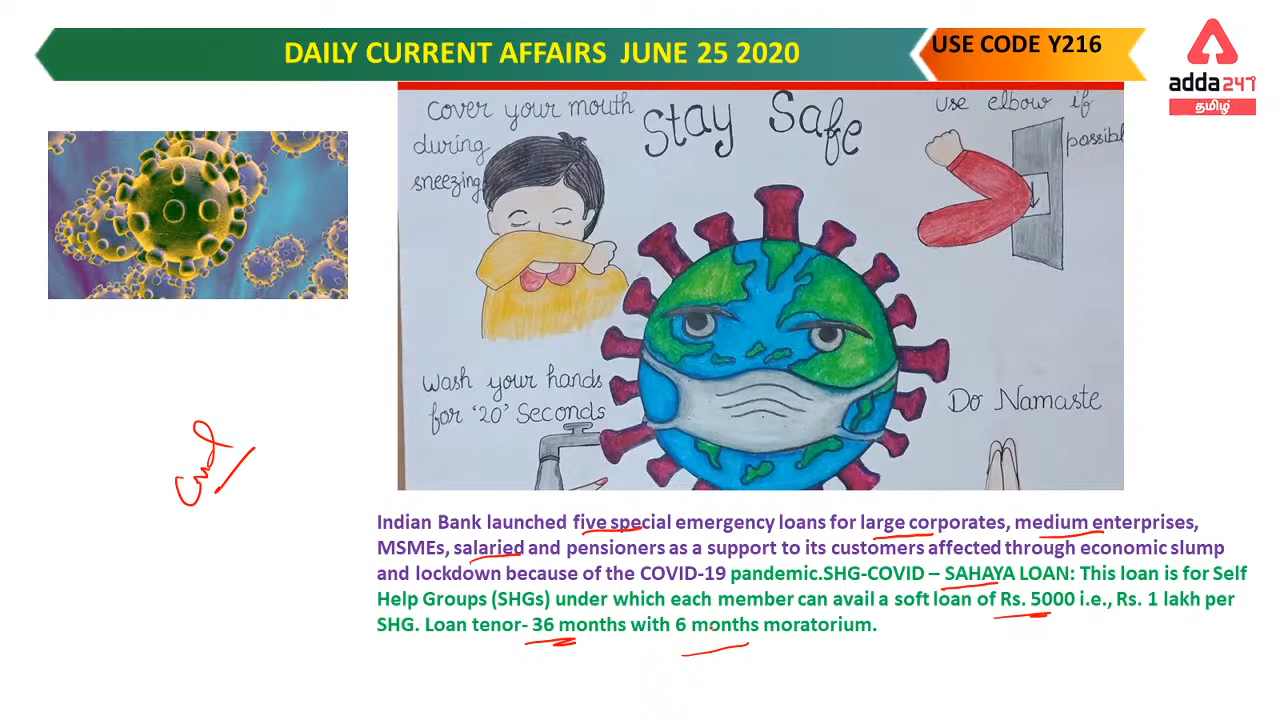 DAILY CURRENT AFFAIRS JUNE 25 2020
USE CODE Y216
adda247
தமிழ்
Cover your mouth
during
sneezing
Stay Safe
Use elbow if
possibl
Wash your hands
for '20' Seconds
Do Namaste
Indian Bank launched five special emergency loans for large corporates, medium enterprises,
MSMEs, salaried and pensioners as a support to its customers affected through economic slump
and lockdown because of the COVID-19 pandemic.SHG-COVID – SAHAYA LOAN: This loan is for Self
Help Groups (SHGs) under which each member can avail a soft loan of Rs. 5000 i.e., Rs. 1 lakh per
SHG. Loan tenor- 36 months with 6 months moratorium.